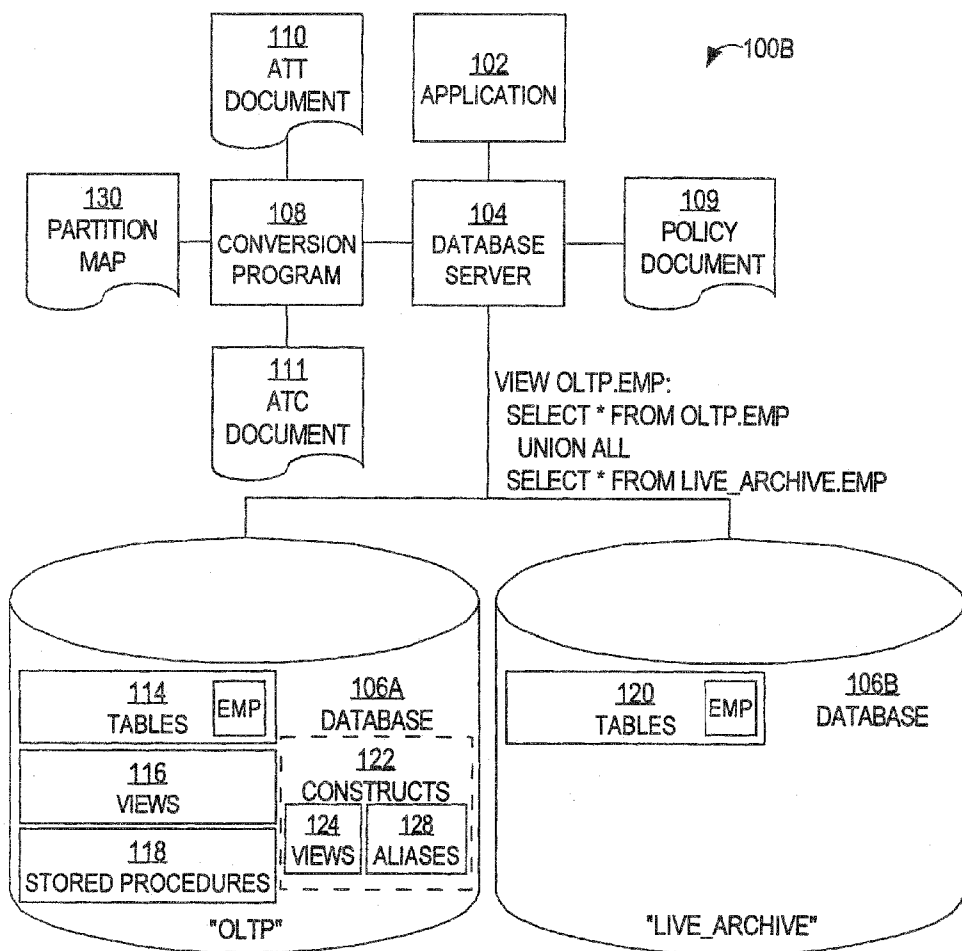 110
ATT
DOCUMENT
102
APPLICATION
100B
130
PARTITION
MAP
108
CONVERSION
PROGRAM
104
DATABASE
SERVER
109
POLICY
DOCUMENT
111
ATC
DOCUMENT
VIEW OLTP.EMP:
SELECT * FROM OLTP.EMP
UNION ALL
SELECT * FROM LIVE_ARCHIVE.EMP
114
TABLES
EMP
106A
DATABASE
116
VIEWS
118
STORED PROCEDURES
122
CONSTRUCTS
124
VIEWS
128
ALIASES
"OLTP"
120
TABLES
EMP
106B
DATABASE
"LIVE_ARCHIVE"